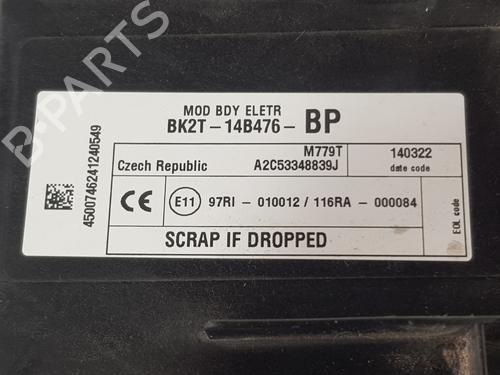 MOD BDY ELETR
BK2T-14B476-BP
M779T
140322
Czech Republic
A2C53348839J
date code
CE
E11
97RI - 010012 / 116RA - 000084
EOL code
SCRAP IF DROPPED
4500746241240549
B-PARTS